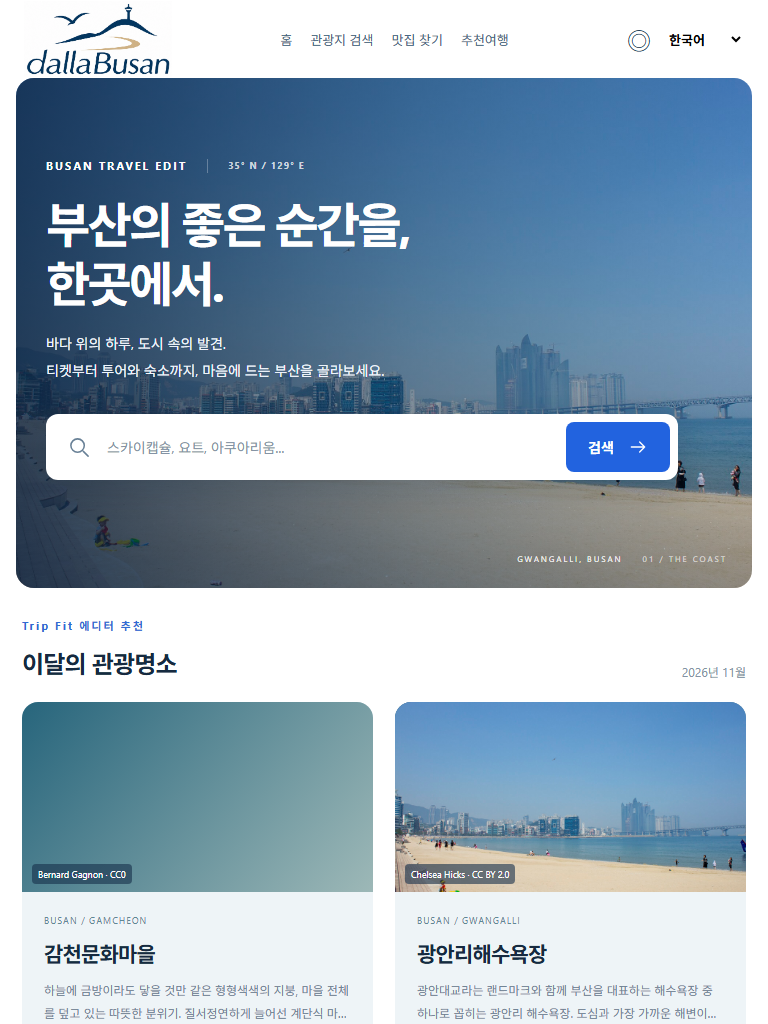 dallaBusan
홈
관광지 검색
맛집 찾기
추천여행
한국어
BUSAN TRAVEL EDIT
35° N / 129° E
부산의 좋은 순간을,
한곳에서.
바다 위의 하루, 도시 속의 발견.
티켓부터 투어와 숙소까지, 마음에 드는 부산을 골라보세요.
스카이캡슐, 요트, 아쿠아리움...
검색
GWANGALLI, BUSAN
01 / THE COAST
Trip Fit 에디터 추천
이달의 관광명소
2026년 11월
Bernard Gagnon · CC0
Chelsea Hicks · CC BY 2.0
BUSAN / GAMCHEON
감천문화마을
하늘에 금방이라도 닿을 것만 같은 형형색색의 지붕, 마을 전체
를 덮고 있는 따뜻한 분위기. 질서정연하게 늘어선 계단식 마...
BUSAN / GWANGALLI
광안리해수욕장
광안대교라는 랜드마크와 함께 부산을 대표하는 해수욕장 중
하나로 꼽히는 광안리 해수욕장. 도심과 가장 가까운 해변이...